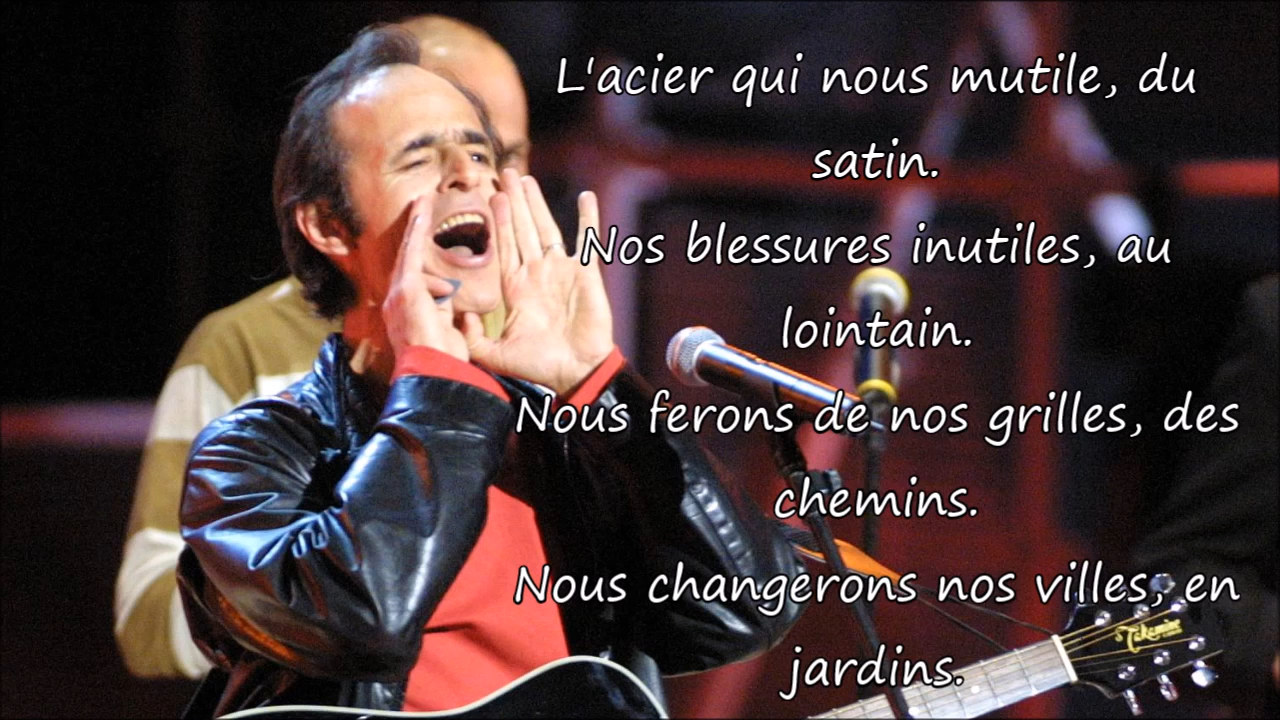 L'acier qui nous mutile, du
satin.
Nos blessures inutiles, au
lointain.
Nous ferons de nos grilles, des
chemins.
Nous changerons nos villes, en
jardins.
Takamine